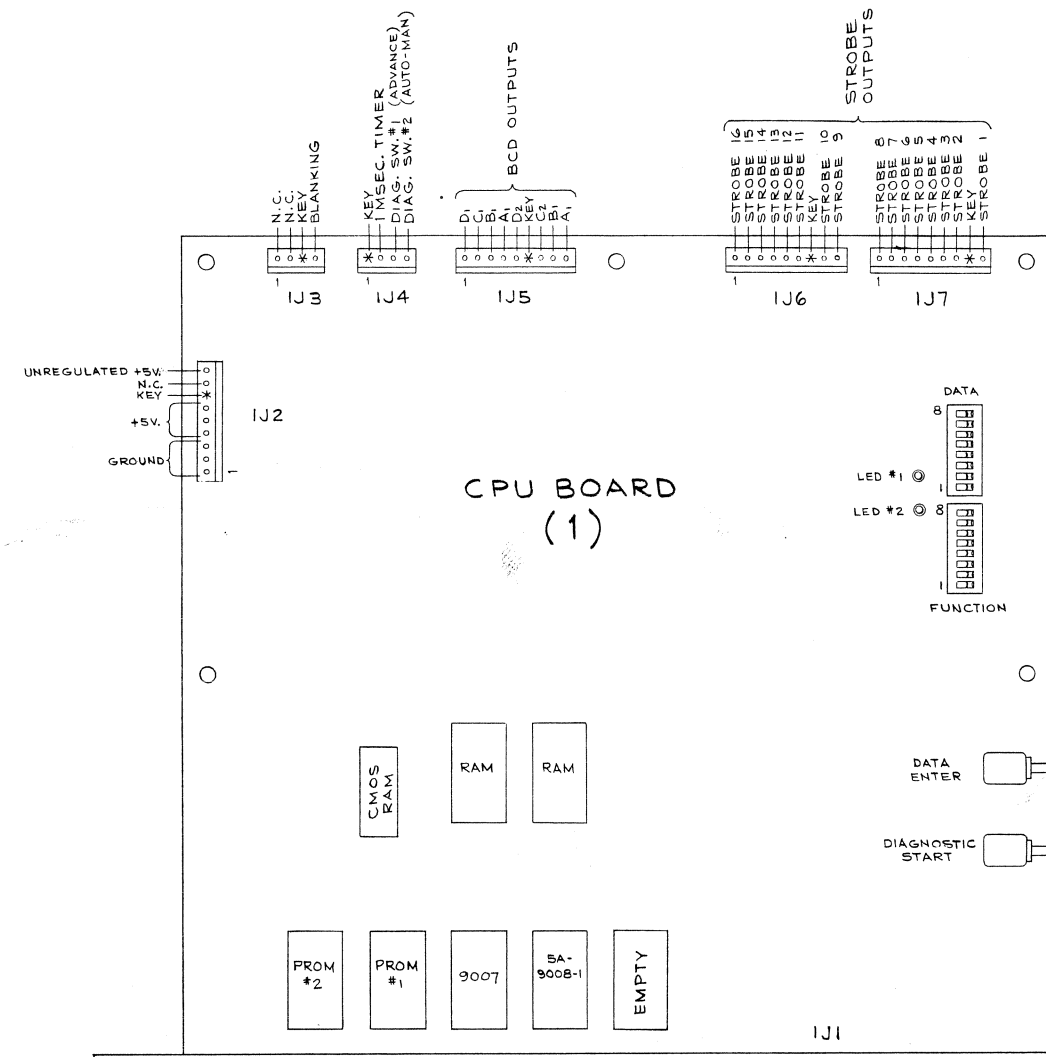 STROBE
OUTPUTS
BCD OUTPUTS
N.C.
N.C.
KEY
BLANKING
KEY
1 MSEC. TIMER
DIAG. SW.#1 (ADVANCE)
DIAG. SW.#2 (AUTO-MAN)
D1
C1
B1
A1
D2
KEY
C2
B1
A1
STROBE 16
STROBE 15
STROBE 14
STROBE 13
STROBE 12
STROBE 11
KEY
STROBE 10
STROBE 9
STROBE 8
STROBE 7
STROBE 6
STROBE 5
STROBE 4
STROBE 3
STROBE 2
KEY
STROBE 1
1
1
1
1
1
1J3
1J4
1J5
1J6
1J7
UNREGULATED +5V.
N.C.
KEY
+5V.
GROUND
1
1J2
CPU BOARD
(1)
DATA
8
LED #1
1
LED #2
8
1
FUNCTION
CMOS
RAM
RAM
RAM
DATA
ENTER
DIAGNOSTIC
START
PROM
#2
PROM
#1
9007
5A-
9008-1
EMPTY
1J1